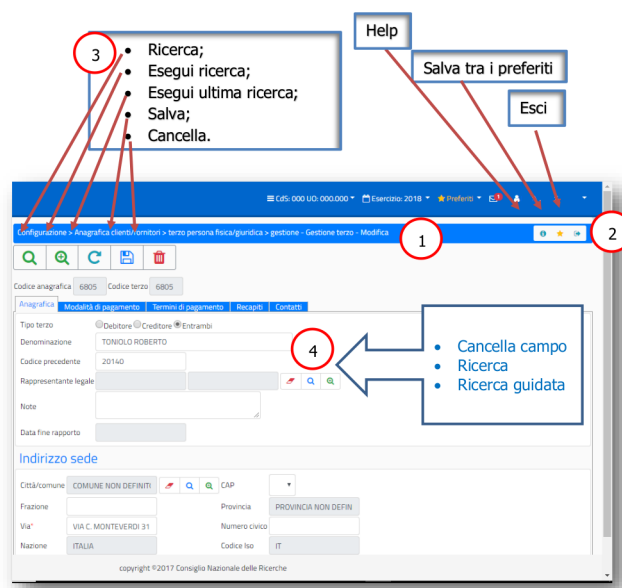 Help
3
• Ricerca;
• Esegui ricerca;
• Esegui ultima ricerca;
• Salva;
• Cancella.
Salva tra i preferiti
Esci
CdS: 000 UO: 000.000 Esercizio: 2018 Preferiti
Configurazione > Anagrafica clienti/fornitori > terzo persona fisica/giuridica > gestione - Gestione terzo - Modifica
1
2
Codice anagrafica 6805 Codice terzo 6805
Anagrafica Modalità di pagamento Termini di pagamento Recapiti Contatti
Tipo terzo Debitore Creditore Entrambi
Denominazione TONIOLO ROBERTO
Codice precedente 20140
Rappresentante legale
Note
Data fine rapporto
4
• Cancella campo
• Ricerca
• Ricerca guidata
Indirizzo sede
Città/comune COMUNE NON DEFINITI CAP
Frazione Provincia PROVINCIA NON DEFIN
Via* VIA C. MONTEVERDI 31 Numero civico
Nazione ITALIA Codice Iso IT
copyright ©2017 Consiglio Nazionale delle Ricerche